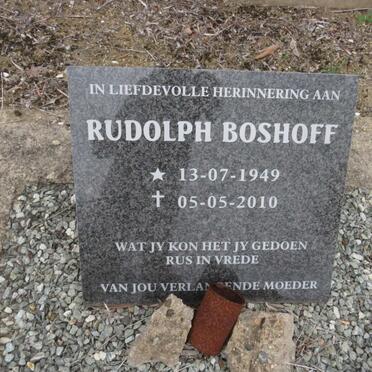 IN LIEFDEVOLLE HERINNERING AAN
RUDOLPH BOSHOFF
★ 13-07-1949
✝ 05-05-2010
WAT JY KON HET JY GEDOEN
RUS IN VREDE
VAN JOU VERLANGENDE MOEDER